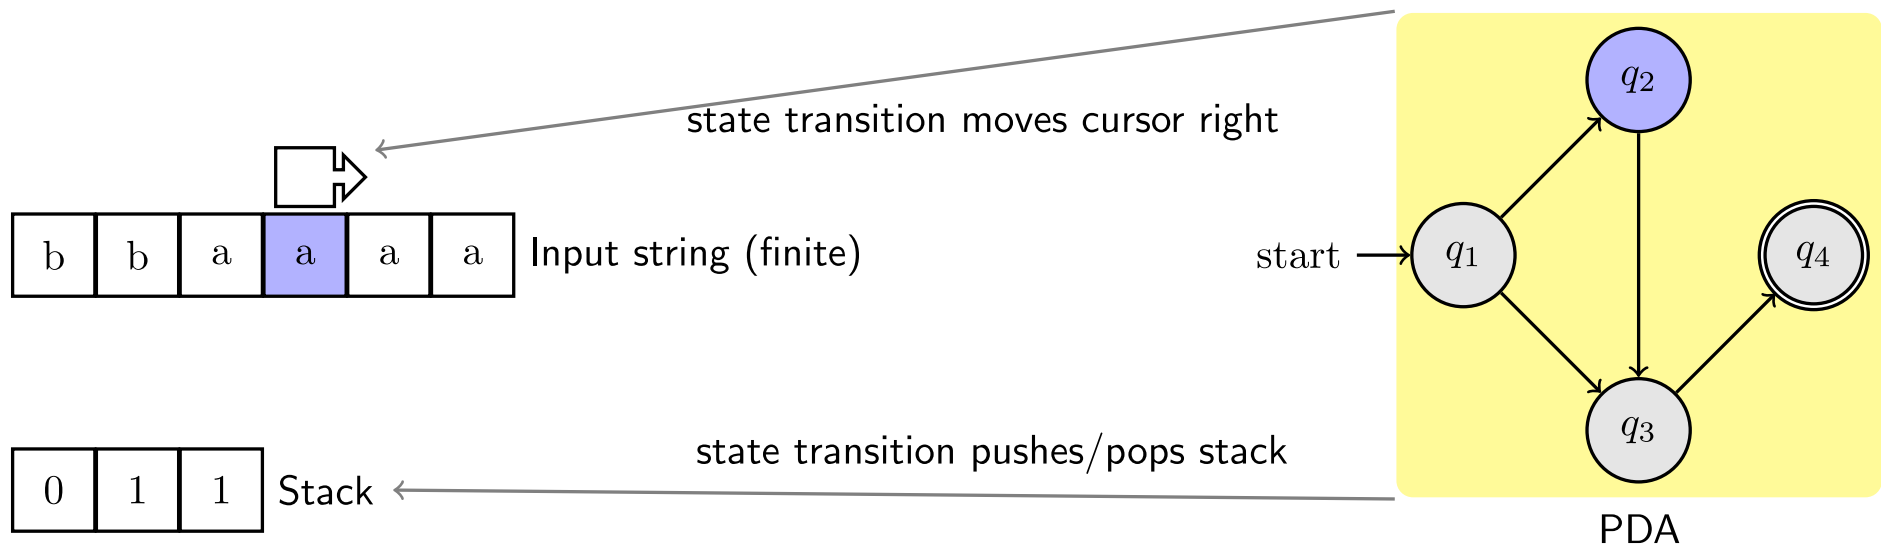 q2
state transition moves cursor right
b b a a a a Input string (finite)
start q1 q4
q3
state transition pushes/pops stack
0 1 1 Stack
PDA